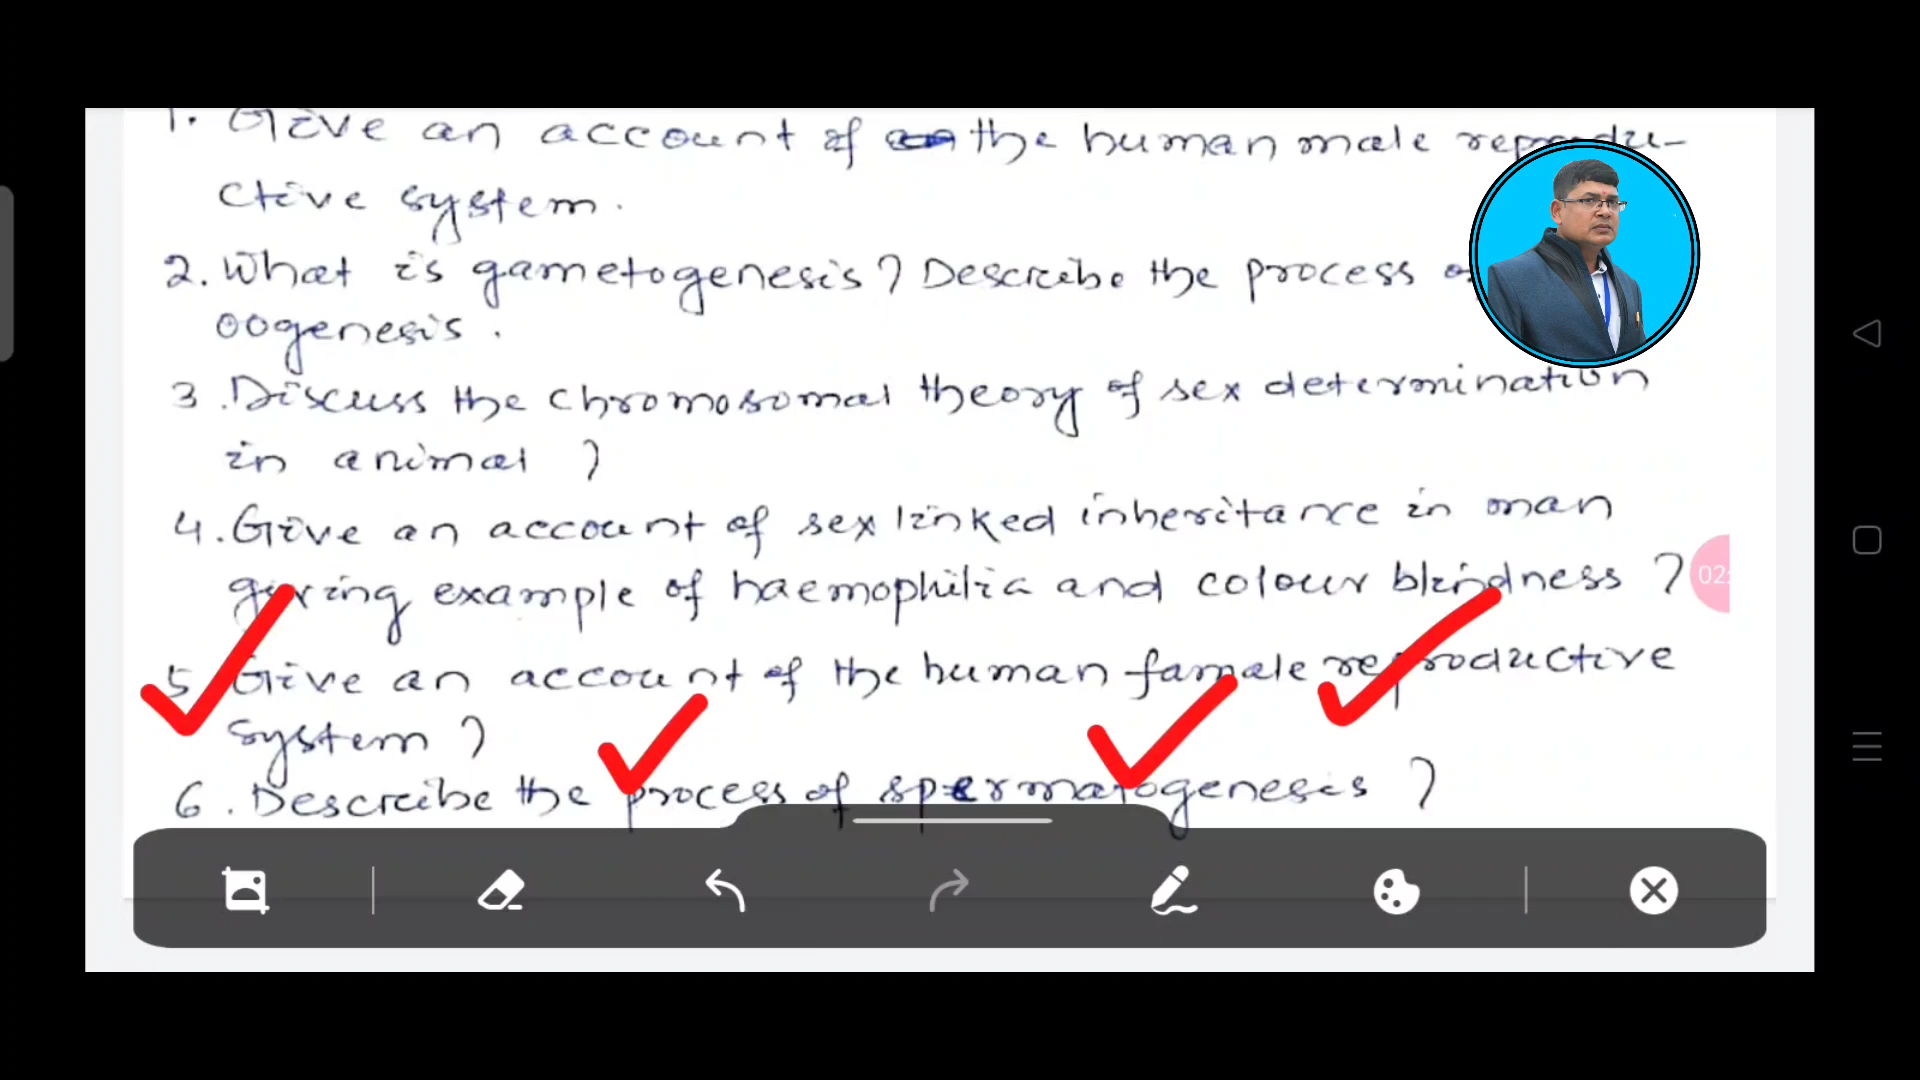 1. Give an account of the human male reprodu-
ctive system.
2. What is gametogenesis? Describe the process
oogenesis.
3. Discuss the chromosomal theory of sex determination
in animal ?
4. Give an account of sex linked inheritance in man
giving example of haemophilia and colour blindness ?
02:
5 Give an account of the human famale reproductive
system ?
6. Describe the process of spermatogenesis ?